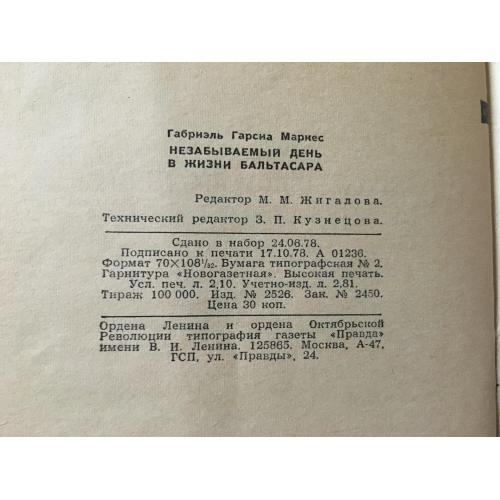 Габриэль Гарсиа Маркес
НЕЗАБЫВАЕМЫЙ ДЕНЬ
В ЖИЗНИ БАЛЬТАСАРА
Редактор М. М. Жигалова.
Технический редактор З. П. Кузнецова.
Сдано в набор 24.06.78.
Подписано к печати 17.10.78. А 01236.
Формат 70×108¹/₃₂. Бумага типографская № 2.
Гарнитура «Новогазетная». Высокая печать.
Усл. печ. л. 2,10. Учетно-изд. л. 2,81.
Тираж 100 000. Изд. № 2526. Зак. № 2450.
Цена 30 коп.
Ордена Ленина и ордена Октябрьской
Революции типография газеты «Правда»
имени В. И. Ленина. 125865. Москва, А-47,
ГСП, ул. «Правды», 24.